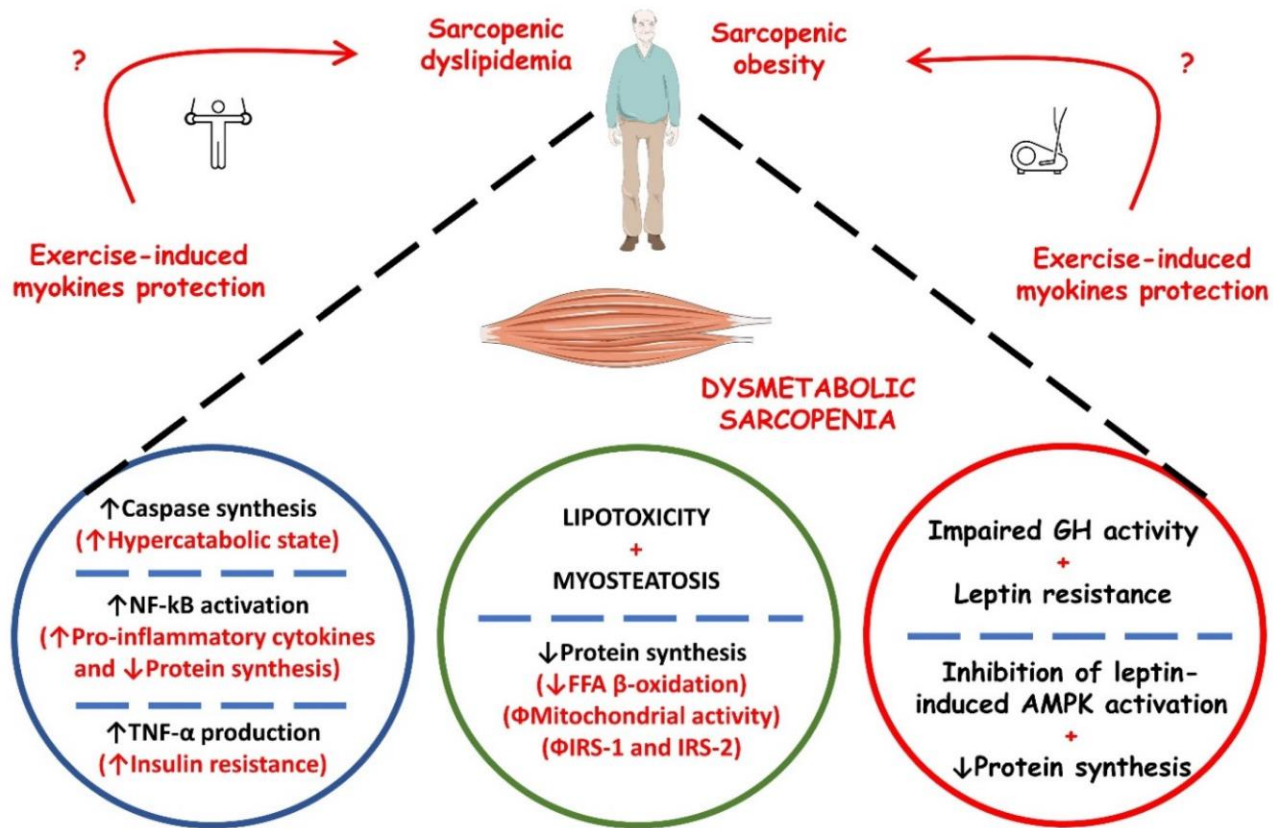 ?
Sarcopenic
dyslipidemia
Sarcopenic
obesity
?
Exercise-induced
myokines protection
Exercise-induced
myokines protection
DYSMETABOLIC
SARCOPENIA
↑Caspase synthesis
(↑Hypercatabolic state)
↑NF-kB activation
(↑Pro-inflammatory cytokines
and ↓Protein synthesis)
↑TNF-α production
(↑Insulin resistance)
LIPOTOXICITY
+
MYOSTEATOSIS
↓Protein synthesis
(↓FFA β-oxidation)
(ΦMitochondrial activity)
(ΦIRS-1 and IRS-2)
Impaired GH activity
+
Leptin resistance
Inhibition of leptin-
induced AMPK activation
+
↓Protein synthesis